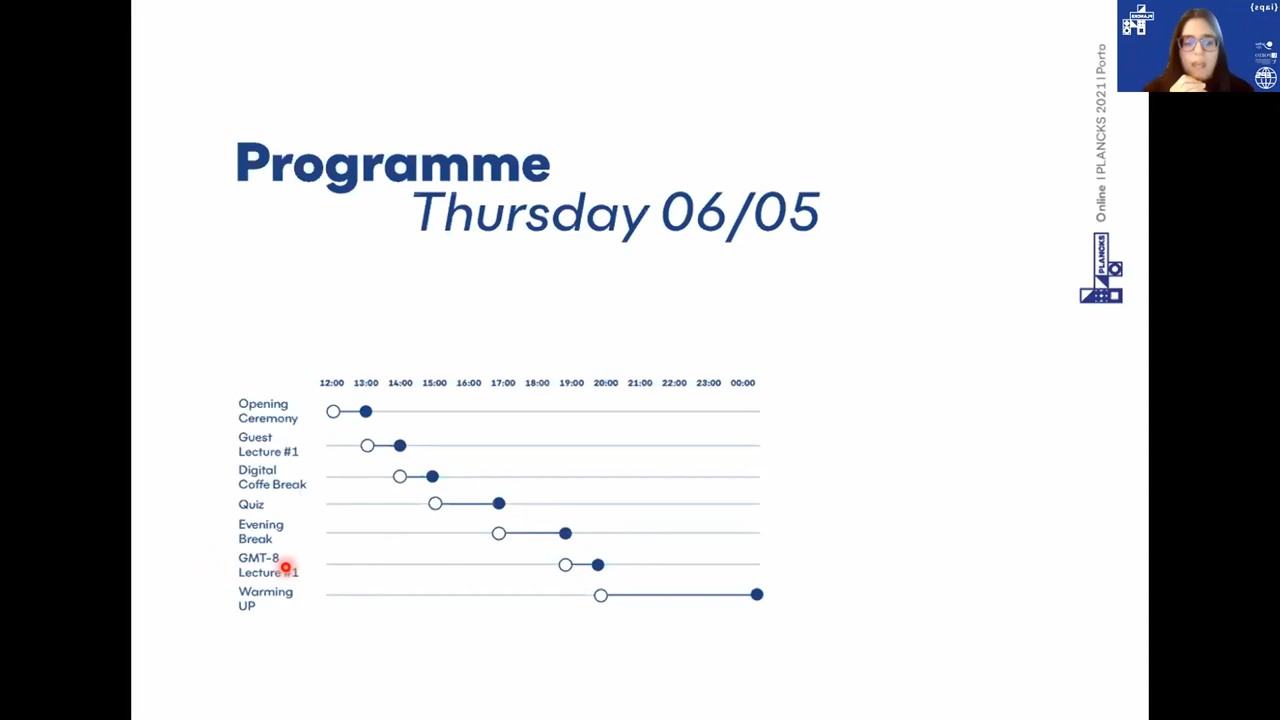 Programme
Thursday 06/05
12:00 13:00 14:00 15:00 16:00 17:00 18:00 19:00 20:00 21:00 22:00 23:00 00:00
Opening
Ceremony
Guest
Lecture #1
Digital
Coffe Break
Quiz
Evening
Break
GMT-8
Lecture #1
Warming
UP
Online | PLANCKS 2021 | Porto
PLANCKS
PLANCKS
{iaps}